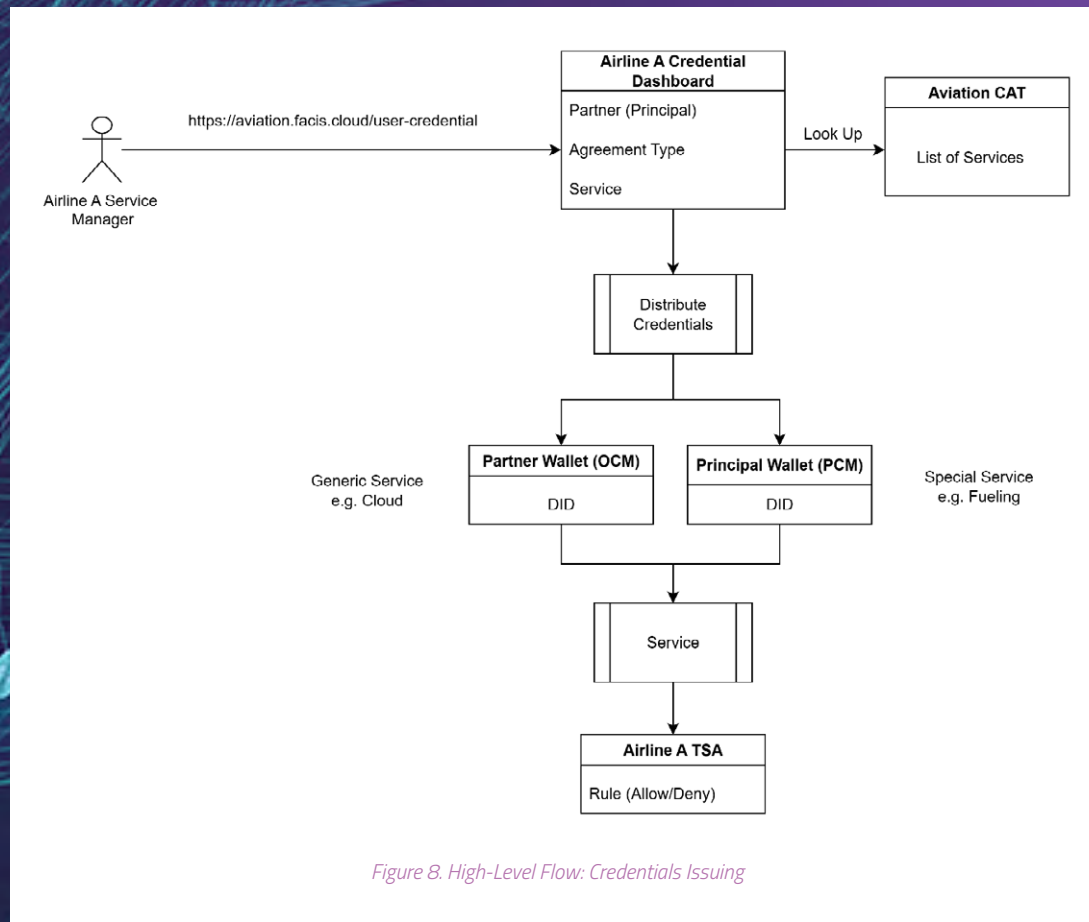 Airline A Credential
Dashboard
Partner (Principal)
Agreement Type
Service
Aviation CAT
List of Services
https://aviation.facis.cloud/user-credential
Look Up
Airline A Service
Manager
Distribute
Credentials
Generic Service
e.g. Cloud
Partner Wallet (OCM)
DID
Principal Wallet (PCM)
DID
Special Service
e.g. Fueling
Service
Airline A TSA
Rule (Allow/Deny)
Figure 8. High-Level Flow: Credentials Issuing